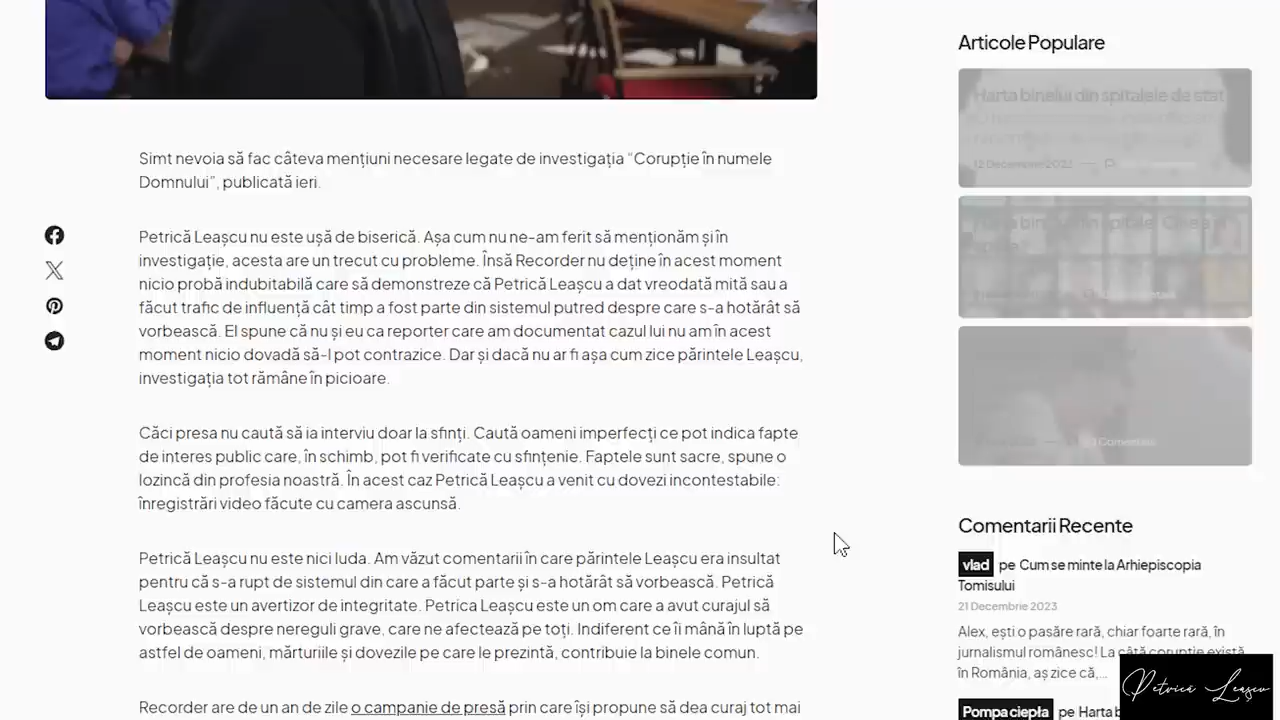 Simt nevoia să fac câteva mențiuni necesare legate de investigația “Corupție în numele
Domnului”, publicată ieri.
Petrică Leașcu nu este ușă de biserică. Așa cum nu ne-am ferit să menționăm și în
investigație, acesta are un trecut cu probleme. Însă Recorder nu deține în acest moment
nicio probă indubitabilă care să demonstreze că Petrică Leașcu a dat vreodată mită sau a
făcut trafic de influență cât timp a fost parte din sistemul putred despre care s-a hotărât să
vorbească. El spune că nu și eu ca reporter care am documentat cazul lui nu am în acest
moment nicio dovadă să-l pot contrazice. Dar și dacă nu ar fi așa cum zice părintele Leașcu,
investigația tot rămâne în picioare.
Căci presa nu caută să ia interviu doar la sfinți. Caută oameni imperfecți ce pot indica fapte
de interes public care, în schimb, pot fi verificate cu sfințenie. Faptele sunt sacre, spune o
lozincă din profesia noastră. În acest caz Petrică Leașcu a venit cu dovezi incontestabile:
înregistrări video făcute cu camera ascunsă.
Petrică Leașcu nu este nici Iuda. Am văzut comentarii în care părintele Leașcu era insultat
pentru că s-a rupt de sistemul din care a făcut parte și s-a hotărât să vorbească. Petrică
Leașcu este un avertizor de integritate. Petrica Leașcu este un om care a avut curajul să
vorbească despre nereguli grave, care ne afectează pe toți. Indiferent ce îi mână în luptă pe
astfel de oameni, mărturiile și dovezile pe care le prezintă, contribuie la binele comun.
Recorder are de un an de zile o campanie de presă prin care își propune să dea curaj tot mai
Articole Populare
Harta binelui din spitalele de stat
12 Decembrie 2022
Comentarii Recente
vlad pe Cum se minte la Arhiepiscopia
Tomisului
21 Decembrie 2023
Alex, ești o pasăre rară, chiar foarte rară, în
jurnalismul românesc! La câtă corupție există
în România, aș zice că,...
Pompa ciepła pe Harta b
Petrică Leașcu